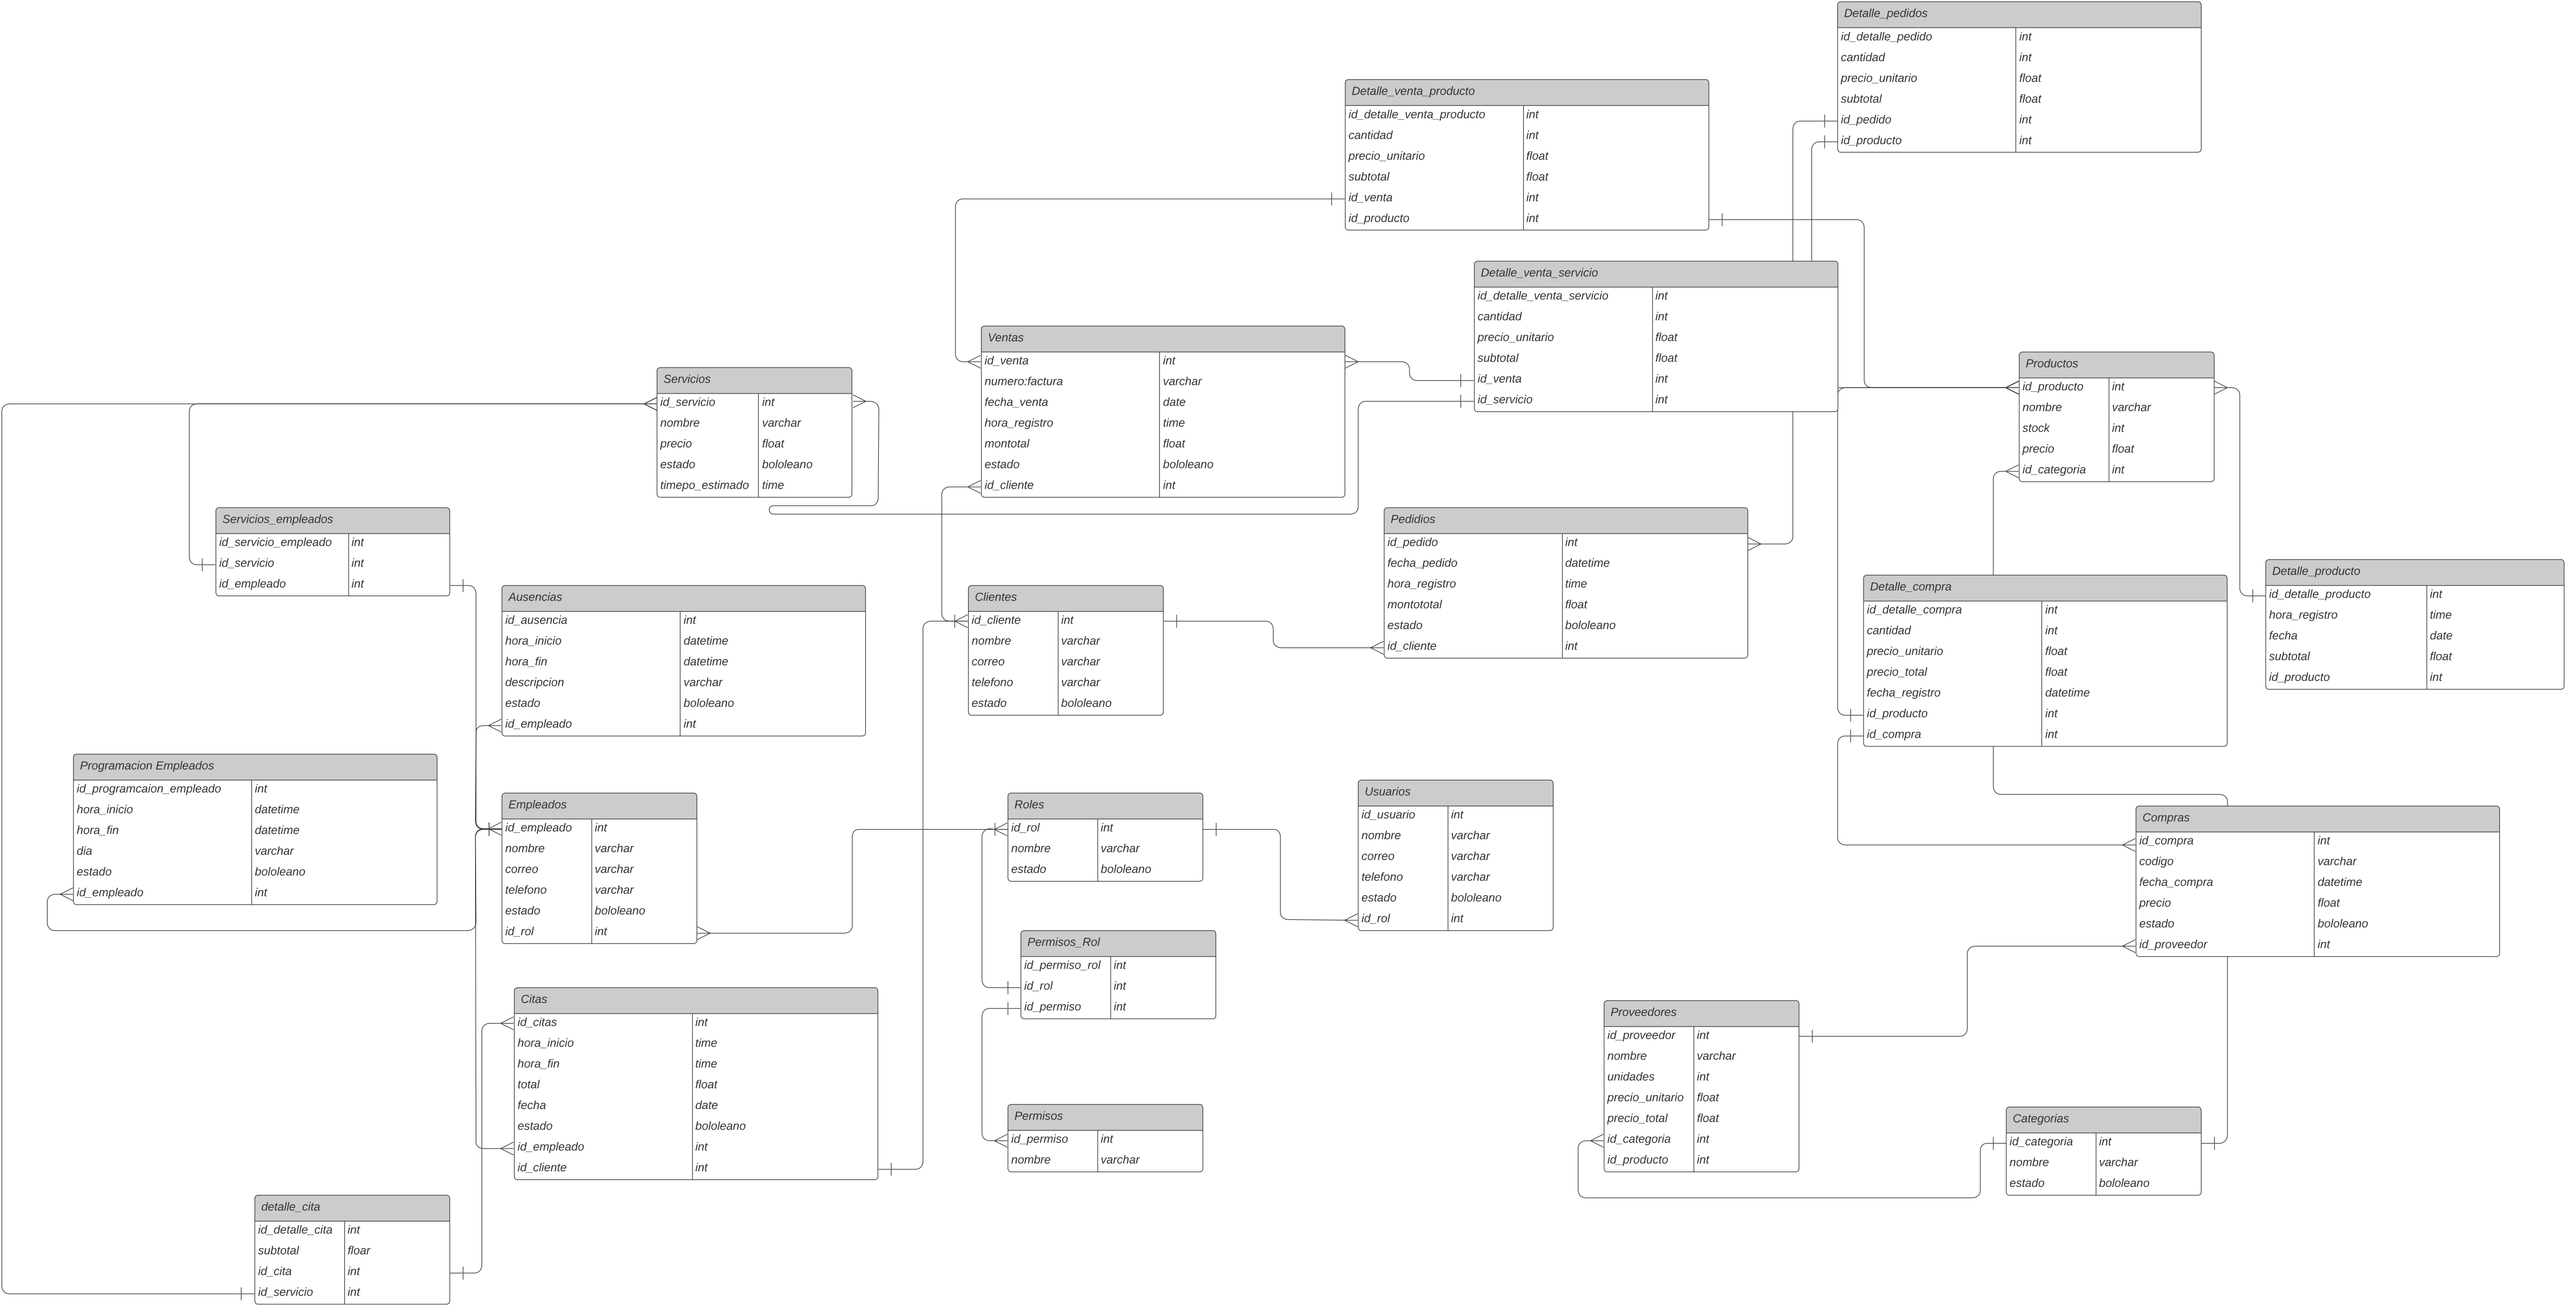 Detalle_pedidos
id_detalle_pedido int
cantidad int
precio_unitario float
subtotal float
id_pedido int
id_producto int
Detalle_venta_producto
id_detalle_venta_producto int
cantidad int
precio_unitario float
subtotal float
id_venta int
id_producto int
Detalle_venta_servicio
id_detalle_venta_servicio int
cantidad int
precio_unitario float
subtotal float
id_venta int
id_servicio int
Ventas
id_venta int
numero:factura varchar
fecha_venta date
hora_registro time
montotal float
estado bololeano
id_cliente int
Productos
id_producto int
nombre varchar
stock int
precio float
id_categoria int
Servicios
id_servicio int
nombre varchar
precio float
estado bololeano
timepo_estimado time
Servicios_empleados
id_servicio_empleado int
id_servicio int
id_empleado int
Pedidios
id_pedido int
fecha_pedido datetime
hora_registro time
montototal float
estado bololeano
id_cliente int
Detalle_producto
id_detalle_producto int
hora_registro time
fecha date
subtotal float
id_producto int
Detalle_compra
id_detalle_compra int
cantidad int
precio_unitario float
precio_total float
fecha_registro datetime
id_producto int
id_compra int
Ausencias
id_ausencia int
hora_inicio datetime
hora_fin datetime
descripcion varchar
estado bololeano
id_empleado int
Clientes
id_cliente int
nombre varchar
correo varchar
telefono varchar
estado bololeano
Programacion Empleados
id_programcaion_empleado int
hora_inicio datetime
hora_fin datetime
dia varchar
estado bololeano
id_empleado int
Empleados
id_empleado int
nombre varchar
correo varchar
telefono varchar
estado bololeano
id_rol int
Roles
id_rol int
nombre varchar
estado bololeano
Usuarios
id_usuario int
nombre varchar
correo varchar
telefono varchar
estado bololeano
id_rol int
Compras
id_compra int
codigo varchar
fecha_compra datetime
precio float
estado bololeano
id_proveedor int
Permisos_Rol
id_permiso_rol int
id_rol int
id_permiso int
Citas
id_citas int
hora_inicio time
hora_fin time
total float
fecha date
estado bololeano
id_empleado int
id_cliente int
Proveedores
id_proveedor int
nombre varchar
unidades int
precio_unitario float
precio_total float
id_categoria int
id_producto int
Permisos
id_permiso int
nombre varchar
Categorias
id_categoria int
nombre varchar
estado bololeano
detalle_cita
id_detalle_cita int
subtotal floar
id_cita int
id_servicio int